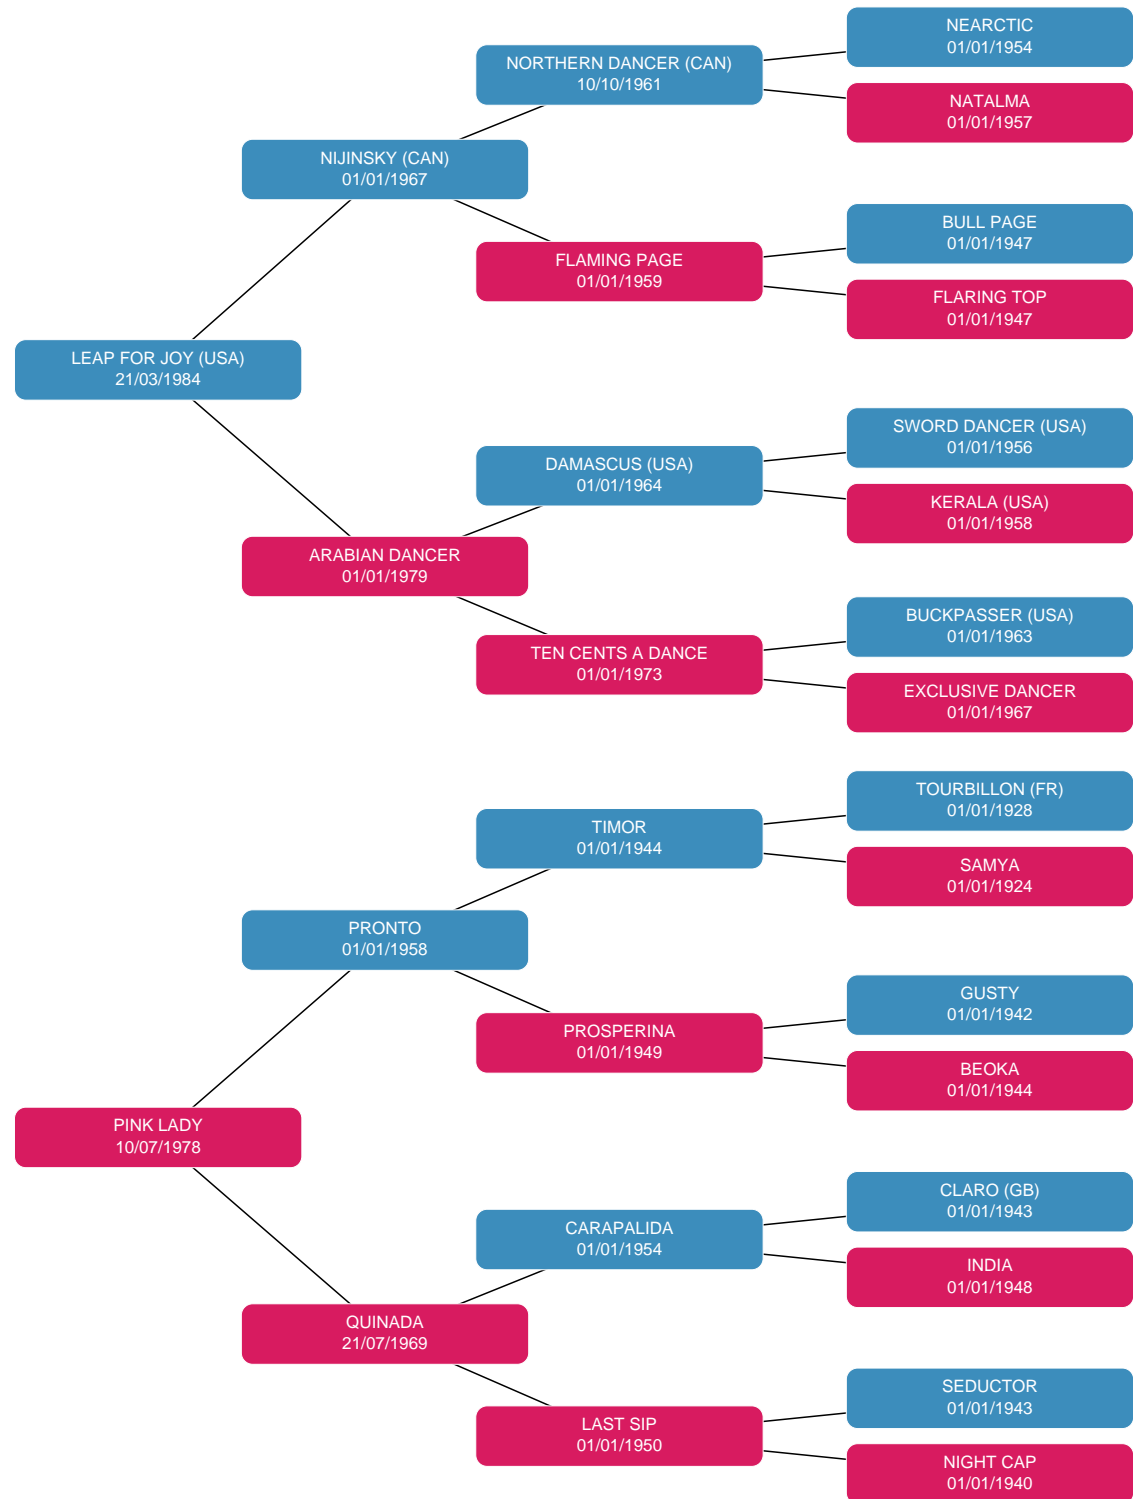 NEARCTIC
01/01/1954
NORTHERN DANCER (CAN)
10/10/1961
NATALMA
01/01/1957
NIJINSKY (CAN)
01/01/1967
BULL PAGE
01/01/1947
FLAMING PAGE
01/01/1959
FLARING TOP
01/01/1947
LEAP FOR JOY (USA)
21/03/1984
SWORD DANCER (USA)
01/01/1956
DAMASCUS (USA)
01/01/1964
KERALA (USA)
01/01/1958
ARABIAN DANCER
01/01/1979
BUCKPASSER (USA)
01/01/1963
TEN CENTS A DANCE
01/01/1973
EXCLUSIVE DANCER
01/01/1967
TOURBILLON (FR)
01/01/1928
TIMOR
01/01/1944
SAMYA
01/01/1924
PRONTO
01/01/1958
GUSTY
01/01/1942
PROSPERINA
01/01/1949
BEOKA
01/01/1944
PINK LADY
10/07/1978
CLARO (GB)
01/01/1943
CARAPALIDA
01/01/1954
INDIA
01/01/1948
QUINADA
21/07/1969
SEDUCTOR
01/01/1943
LAST SIP
01/01/1950
NIGHT CAP
01/01/1940